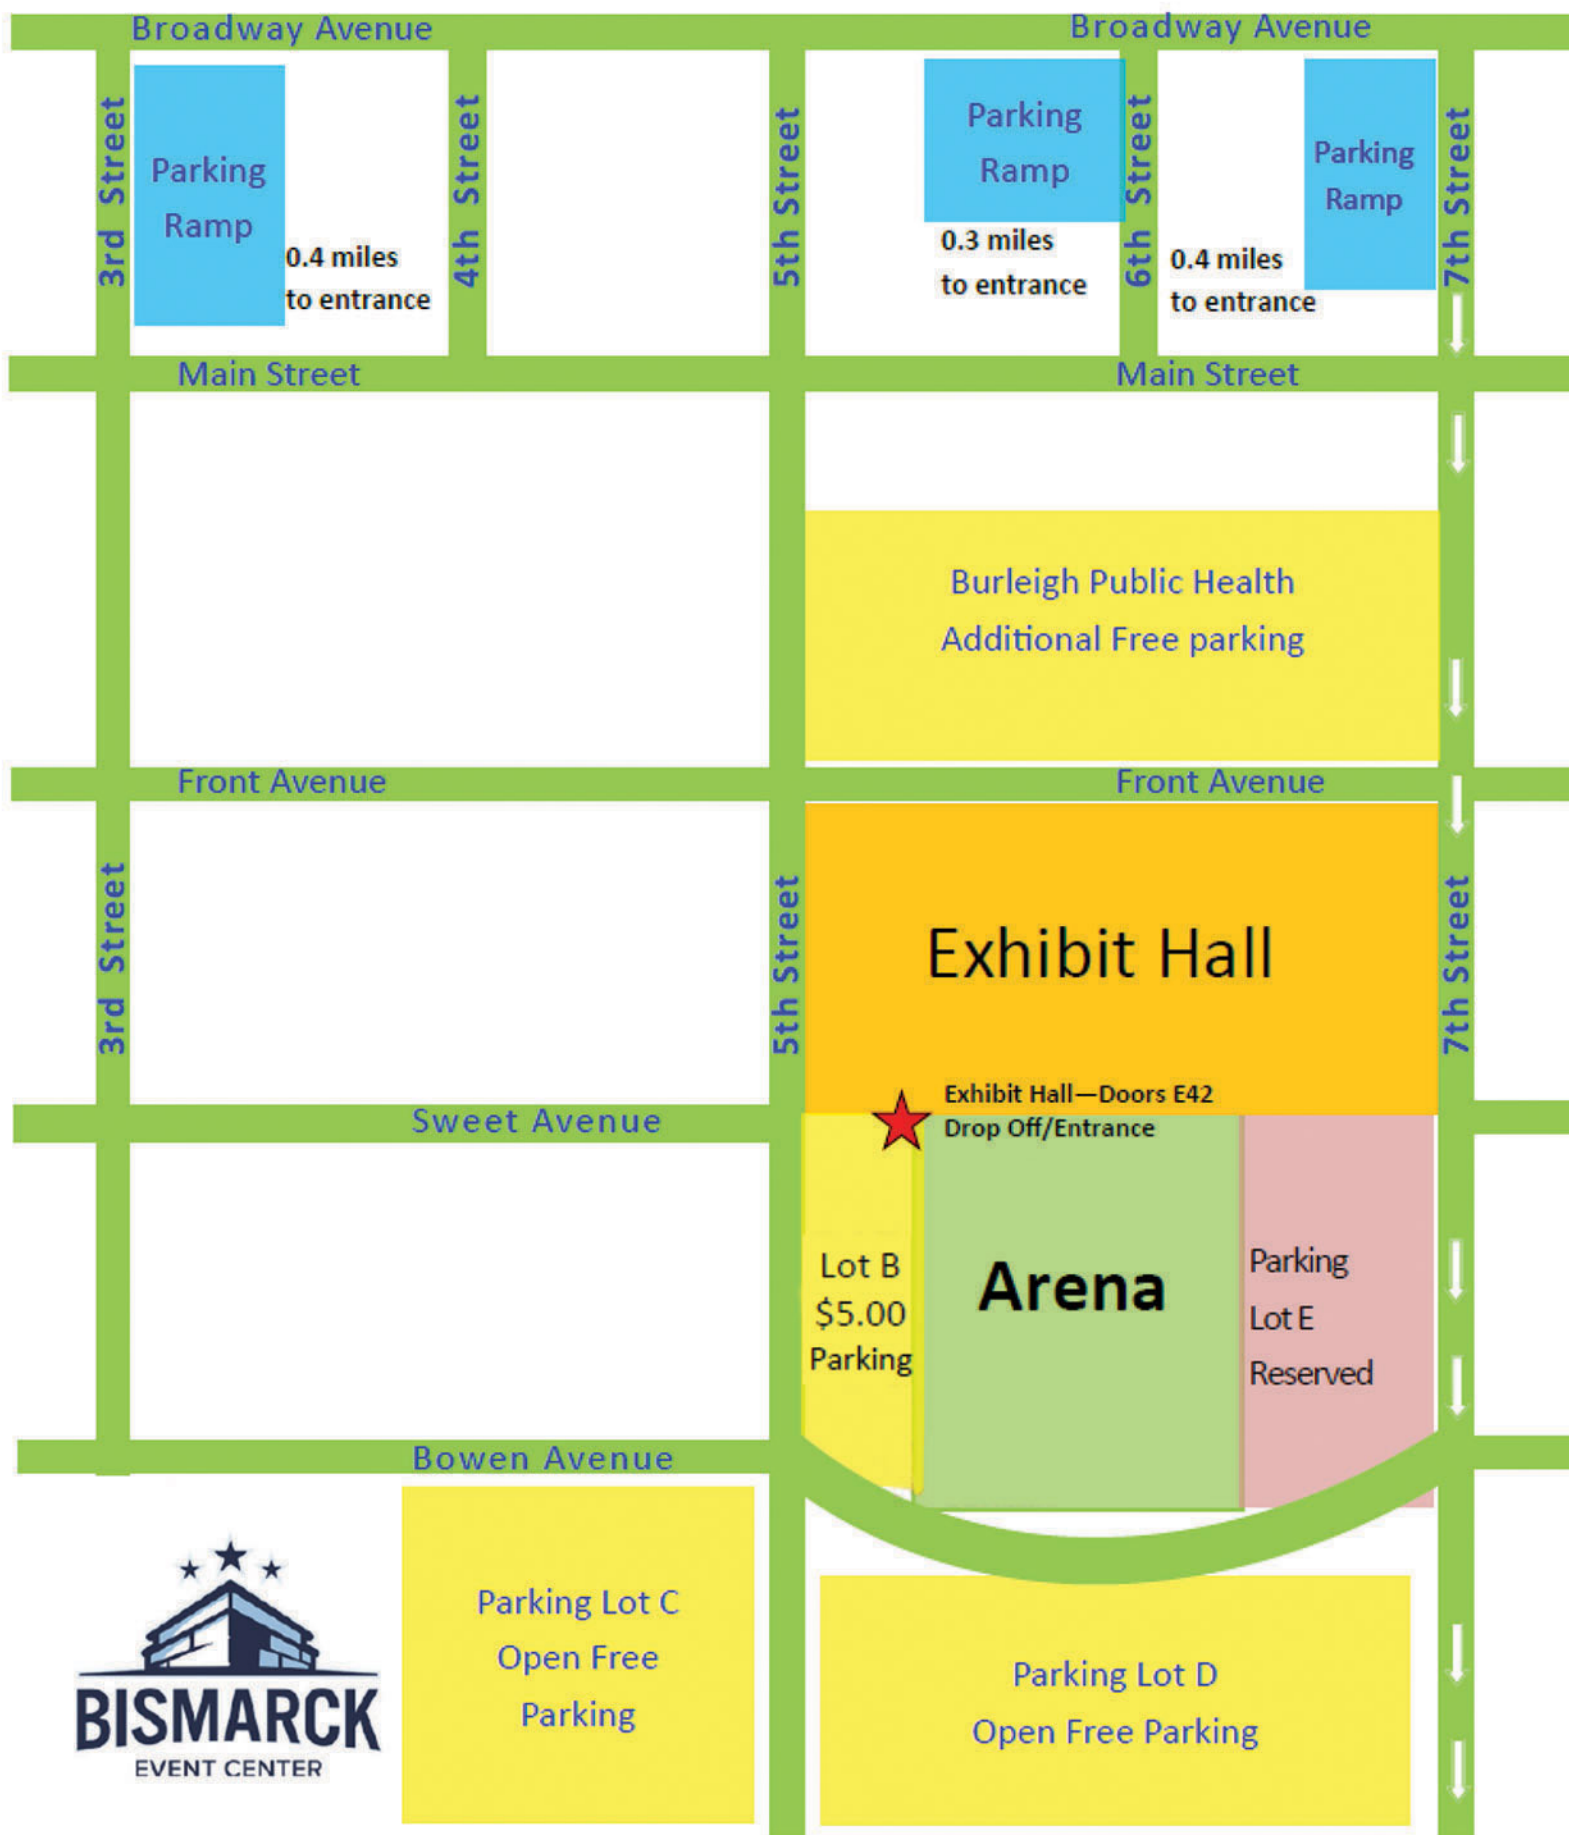 Broadway Avenue
Broadway Avenue
3rd Street
Parking
Ramp
0.4 miles
to entrance
4th Street
5th Street
Parking
Ramp
0.3 miles
to entrance
6th Street
0.4 miles
to entrance
Parking
Ramp
7th Street
Main Street
Main Street
Burleigh Public Health
Additional Free parking
Front Avenue
Front Avenue
3rd Street
5th Street
Exhibit Hall
7th Street
Exhibit Hall—Doors E42
Drop Off/Entrance
Sweet Avenue
Lot B
$5.00
Parking
Arena
Parking
Lot E
Reserved
Bowen Avenue
BISMARCK
EVENT CENTER
Parking Lot C
Open Free
Parking
Parking Lot D
Open Free Parking